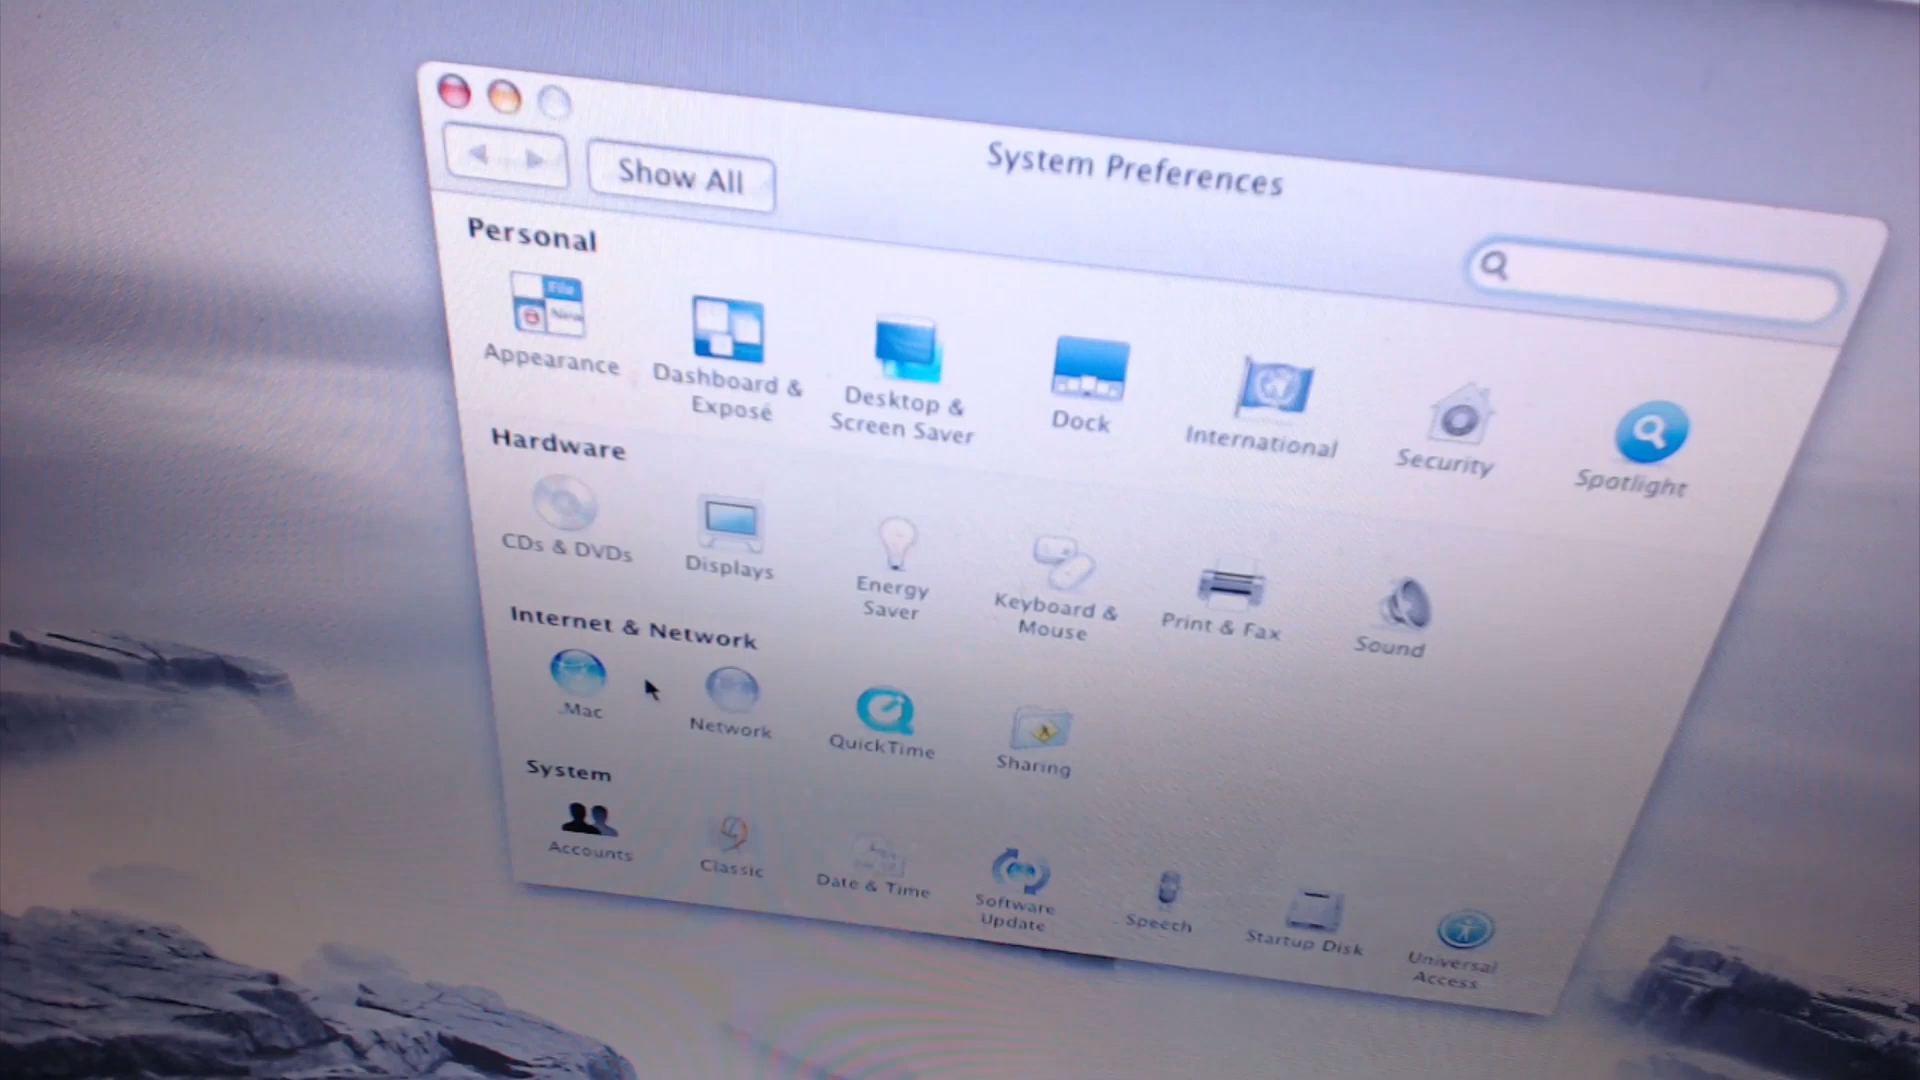 System Preferences
Show All
Personal
File
New
Appearance
Dashboard &
Exposé
Desktop &
Screen Saver
Dock
International
Security
Spotlight
Hardware
CDs & DVDs
Displays
Energy
Saver
Keyboard &
Mouse
Print & Fax
Sound
Internet & Network
.Mac
Network
QuickTime
Sharing
System
Accounts
Classic
Date & Time
Software
Update
Speech
Startup Disk
Universal
Access